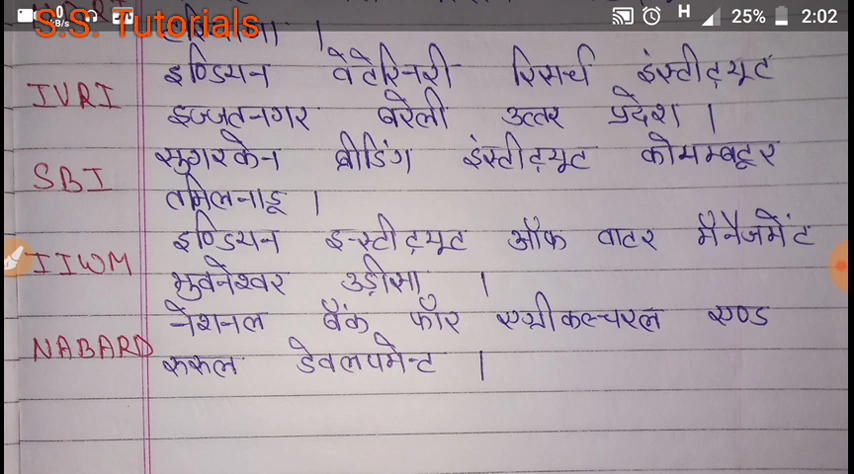 S.S. Tutorials
H 25% 2:02
इण्डियन वेटेरिनरी रिसर्च इंस्टीट्यूट
IVRI
इज्जतनगर बरेली उत्तर प्रदेश |
सुगरकेन ब्रीडिंग इंस्टीट्यूट कोयम्बटूर
SBI
तमिलनाडू |
इण्डियन इन्स्टीट्यूट ऑफ वाटर मैनेजमेंट
IIWM
भुवनेश्वर उड़ीसा |
नेशनल बैंक फॉर एग्रीकल्चरल एण्ड
NABARD
रूरल डेवलपमेन्ट |